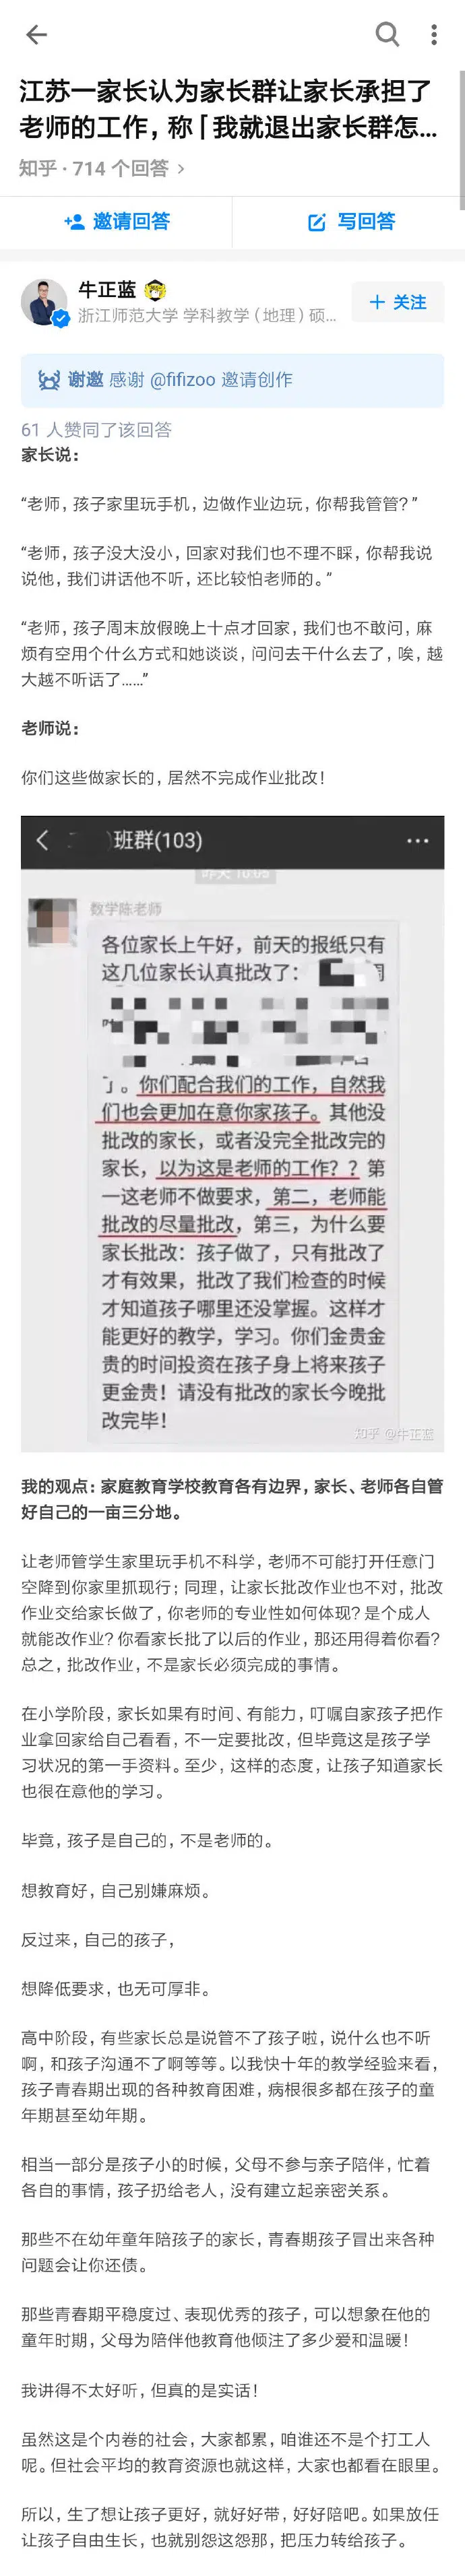 江苏一家长认为家长群让家长承担了
老师的工作，称「我就退出家长群怎...
知乎 · 714 个回答 >
邀请回答
写回答
牛正蓝
浙江师范大学 学科教学（地理）硕...
+ 关注
谢邀 感谢 @fifizoo 邀请创作
61 人赞同了该回答
家长说：
“老师，孩子家里玩手机，边做作业边玩，你帮我管管？”
“老师，孩子没大没小，回家对我们也不理不睬，你帮我说
说他，我们讲话他不听，还比较怕老师的。”
“老师，孩子周末放假晚上十点才回家，我们也不敢问，麻
烦有空用个什么方式和她谈谈，问问去干什么去了，唉，越
大越不听话了......”
老师说：
你们这些做家长的，居然不完成作业批改！
)班群(103)
昨天 10:05
数学陈老师
各位家长上午好，前天的报纸只有
这几位家长认真批改了：
了。你们配合我们的工作，自然我
们也会更加在意你家孩子。其他没
批改的家长，或者没完全批改完的
家长，以为这是老师的工作？？第
一这老师不做要求，第二，老师能
批改的尽量批改，第三，为什么要
家长批改：孩子做了，只有批改了
才有效果，批改了我们检查的时候
才知道孩子哪里还没掌握。这样才
能更好的教学，学习。你们金贵金
贵的时间投资在孩子身上将来孩子
更金贵！请没有批改的家长今晚批
改完毕！
知乎 @牛正蓝
我的观点：家庭教育学校教育各有边界，家长、老师各自管
好自己的一亩三分地。
让老师管学生家里玩手机不科学，老师不可能打开任意门
空降到你家里抓现行；同理，让家长批改作业也不对，批改
作业交给家长做了，你老师的专业性如何体现？是个成人
就能改作业？你看家长批了以后的作业，那还用得着你看？
总之，批改作业，不是家长必须完成的事情。
在小学阶段，家长如果有时间、有能力，叮嘱自家孩子把作
业拿回家给自己看看，不一定要批改，但毕竟这是孩子学
习状况的第一手资料。至少，这样的态度，让孩子知道家长
也很在意他的学习。
毕竟，孩子是自己的，不是老师的。
想教育好，自己别嫌麻烦。
反过来，自己的孩子，
想降低要求，也无可厚非。
高中阶段，有些家长总是说管不了孩子啦，说什么也不听
啊，和孩子沟通不了啊等等。以我快十年的教学经验来看，
孩子青春期出现的各种教育困难，病根很多都在孩子的童
年期甚至幼年期。
相当一部分是孩子小的时候，父母不参与亲子陪伴，忙着
各自的事情，孩子扔给老人，没有建立起亲密关系。
那些不在幼年童年陪孩子的家长，青春期孩子冒出来各种
问题会让你还债。
那些青春期平稳度过、表现优秀的孩子，可以想象在他的
童年时期，父母为陪伴他教育他倾注了多少爱和温暖！
我讲得不太好听，但真的是实话！
虽然这是个内卷的社会，大家都累，咱谁还不是个打工人
呢。但社会平均的教育资源也就这样，大家也都看在眼里。
所以，生了想让孩子更好，就好好带，好好陪吧。如果放任
让孩子自由生长，也就别怨这怨那，把压力转给孩子。